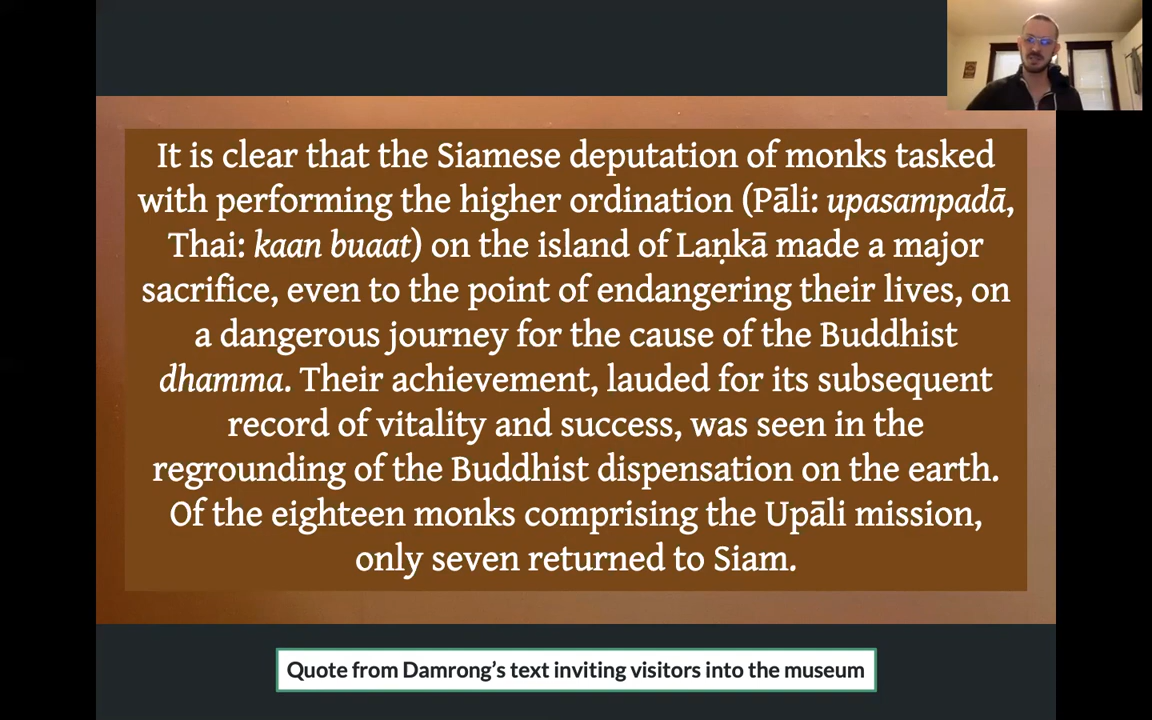 It is clear that the Siamese deputation of monks tasked
with performing the higher ordination (Pāli: upasampadā,
Thai: kaan buaat) on the island of Laṇkā made a major
sacrifice, even to the point of endangering their lives, on
a dangerous journey for the cause of the Buddhist
dhamma. Their achievement, lauded for its subsequent
record of vitality and success, was seen in the
regrounding of the Buddhist dispensation on the earth.
Of the eighteen monks comprising the Upāli mission,
only seven returned to Siam.
Quote from Damrong’s text inviting visitors into the museum